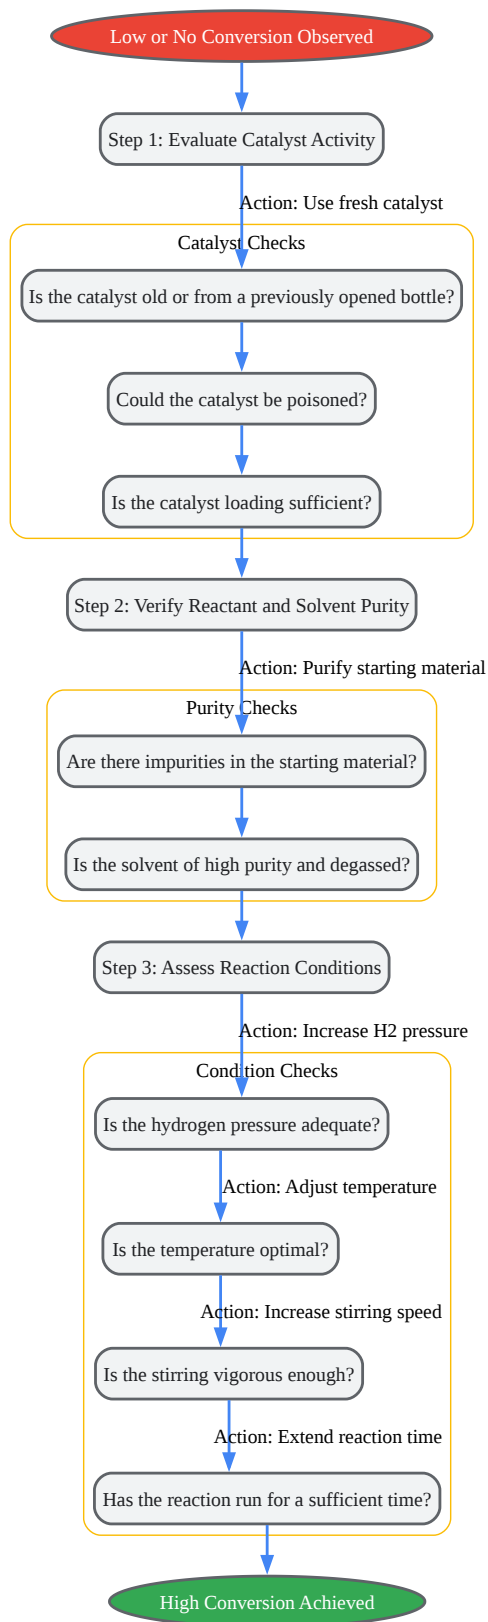 Low or No Conversion Observed
Step 1: Evaluate Catalyst Activity
Action: Use fresh catalyst
Catalyst Checks
Is the catalyst old or from a previously opened bottle?
Could the catalyst be poisoned?
Is the catalyst loading sufficient?
Step 2: Verify Reactant and Solvent Purity
Action: Purify starting material
Purity Checks
Are there impurities in the starting material?
Is the solvent of high purity and degassed?
Step 3: Assess Reaction Conditions
Action: Increase H2 pressure
Condition Checks
Is the hydrogen pressure adequate?
Action: Adjust temperature
Is the temperature optimal?
Action: Increase stirring speed
Is the stirring vigorous enough?
Action: Extend reaction time
Has the reaction run for a sufficient time?
High Conversion Achieved